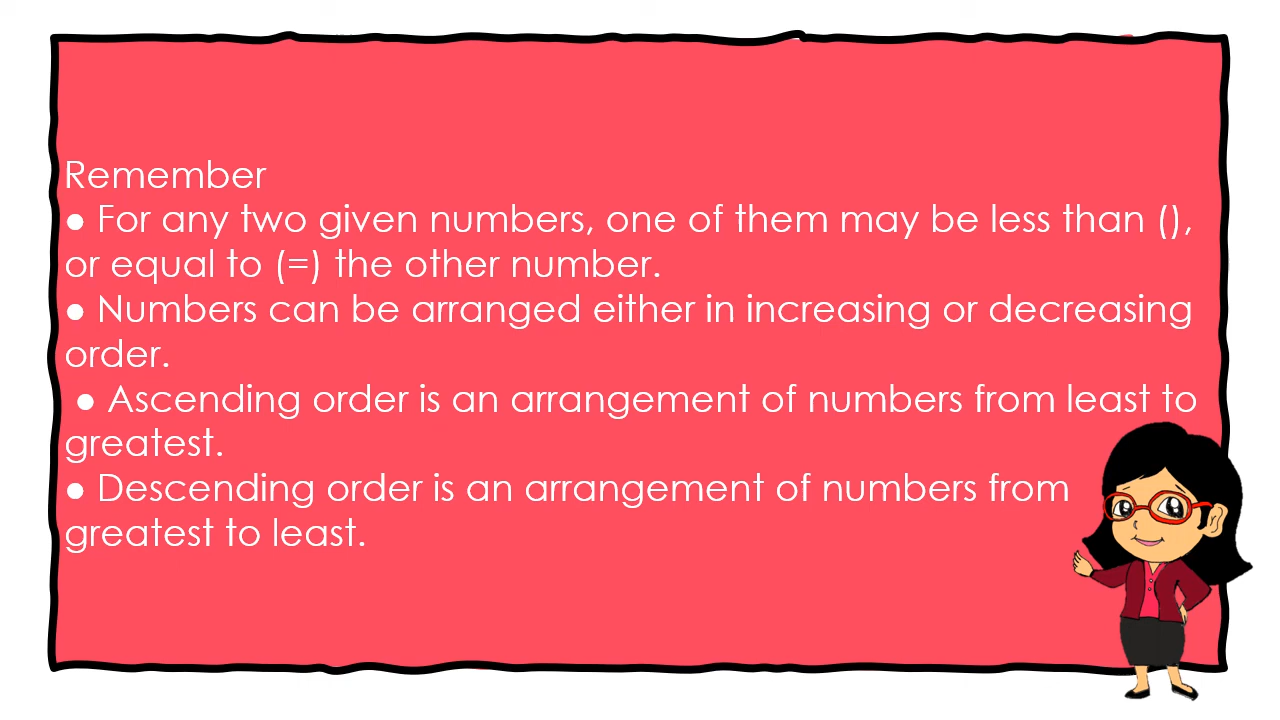 Remember
● For any two given numbers, one of them may be less than (),
or equal to (=) the other number.
● Numbers can be arranged either in increasing or decreasing
order.
● Ascending order is an arrangement of numbers from least to
greatest.
● Descending order is an arrangement of numbers from
greatest to least.